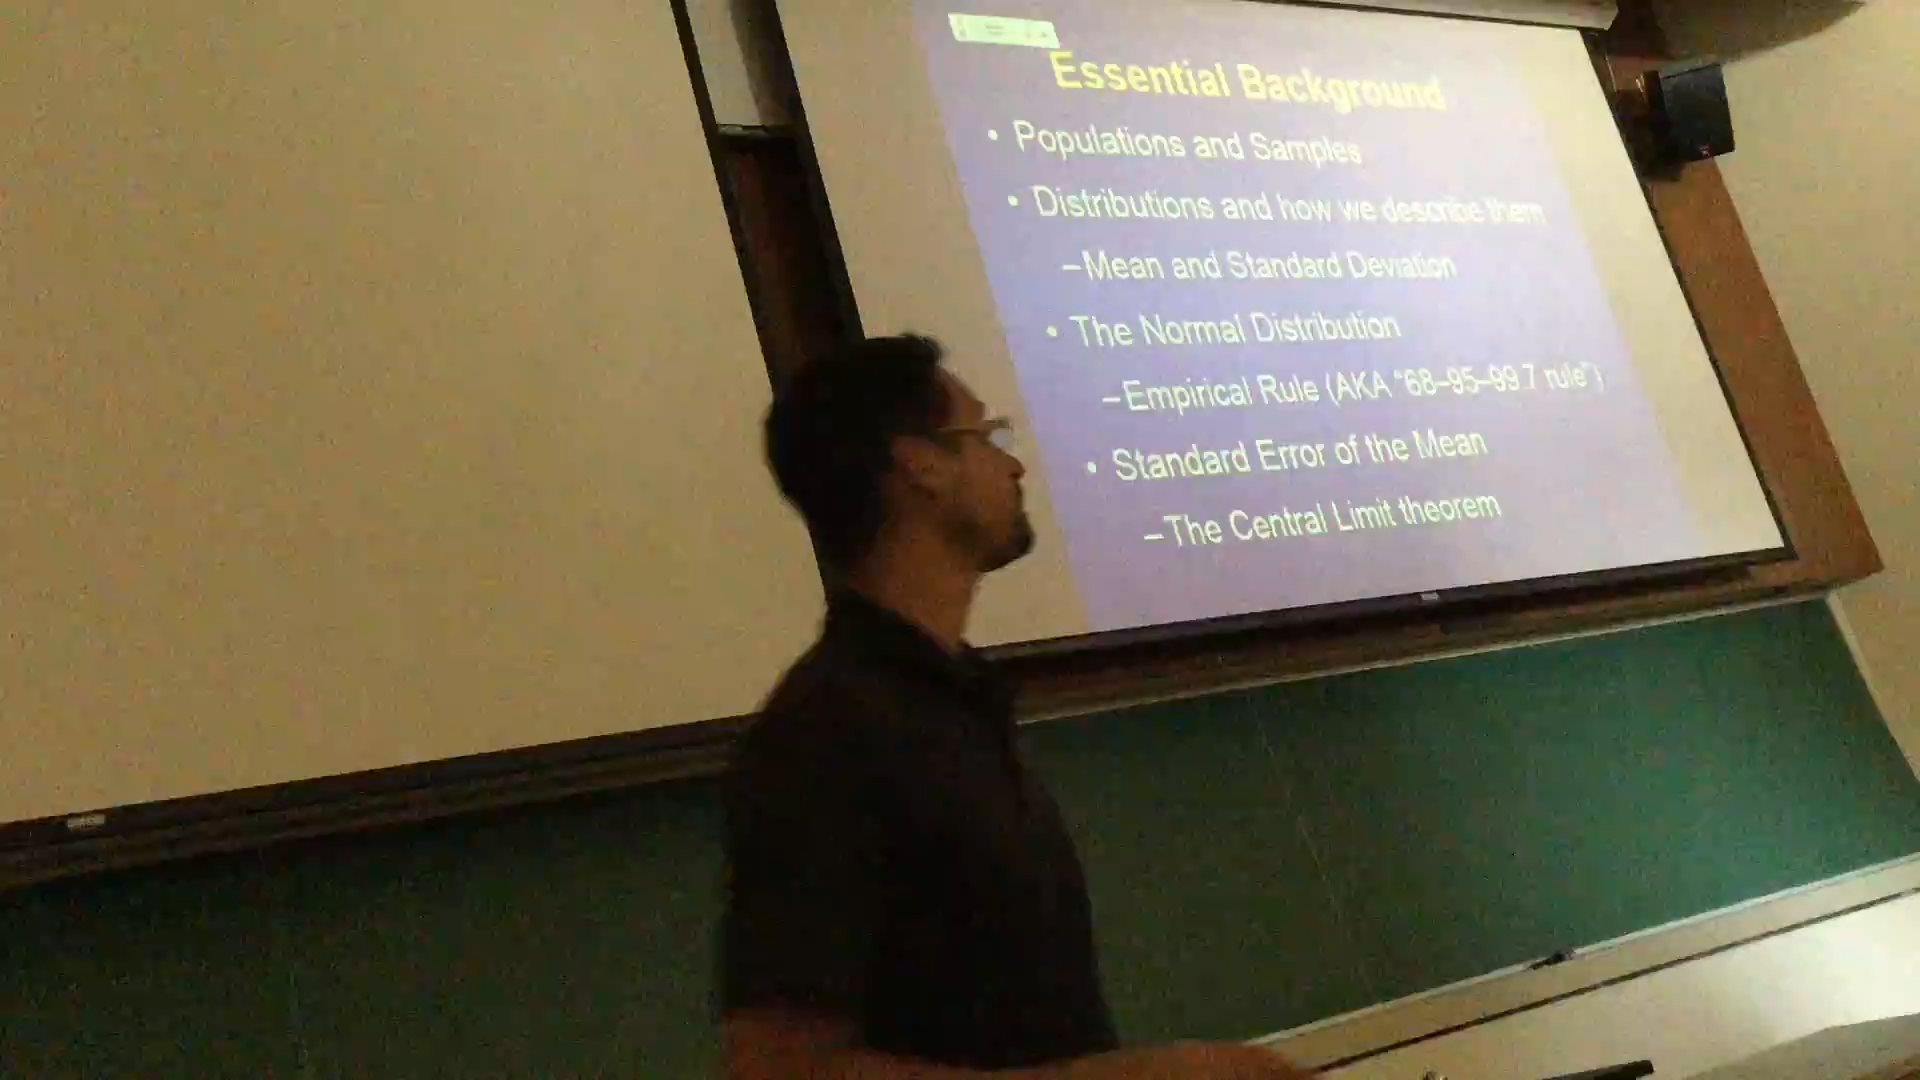 Essential Background
• Populations and Samples
• Distributions and how we describe them
–Mean and Standard Deviation
• The Normal Distribution
–Empirical Rule (AKA "68–95–99.7 rule")
• Standard Error of the Mean
–The Central Limit theorem